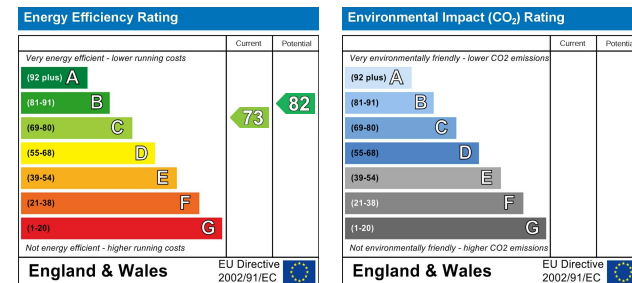 Energy Efficiency Rating
Current Potential
Very energy efficient - lower running costs
(92 plus) A
(81-91) B
(69-80) C
(55-68) D
(39-54) E
(21-38) F
(1-20) G
73
82
Not energy efficient - higher running costs
England & Wales
EU Directive
2002/91/EC
Environmental Impact (CO2) Rating
Current Potential
Very environmentally friendly - lower CO2 emissions
(92 plus) A
(81-91) B
(69-80) C
(55-68) D
(39-54) E
(21-38) F
(1-20) G
Not environmentally friendly - higher CO2 emissions
England & Wales
EU Directive
2002/91/EC